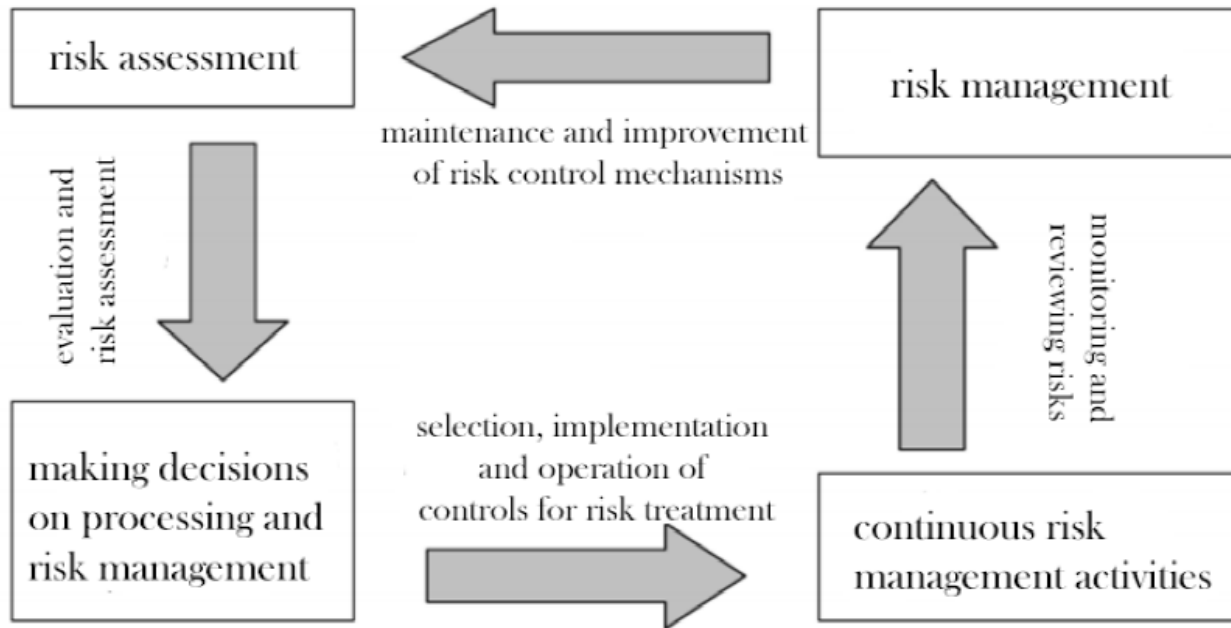 risk assessment
risk management
maintenance and improvement
of risk control mechanisms
evaluation and
risk assessment
monitoring and
reviewing risks
making decisions
on processing and
risk management
selection, implementation
and operation of
controls for risk treatment
continuous risk
management activities